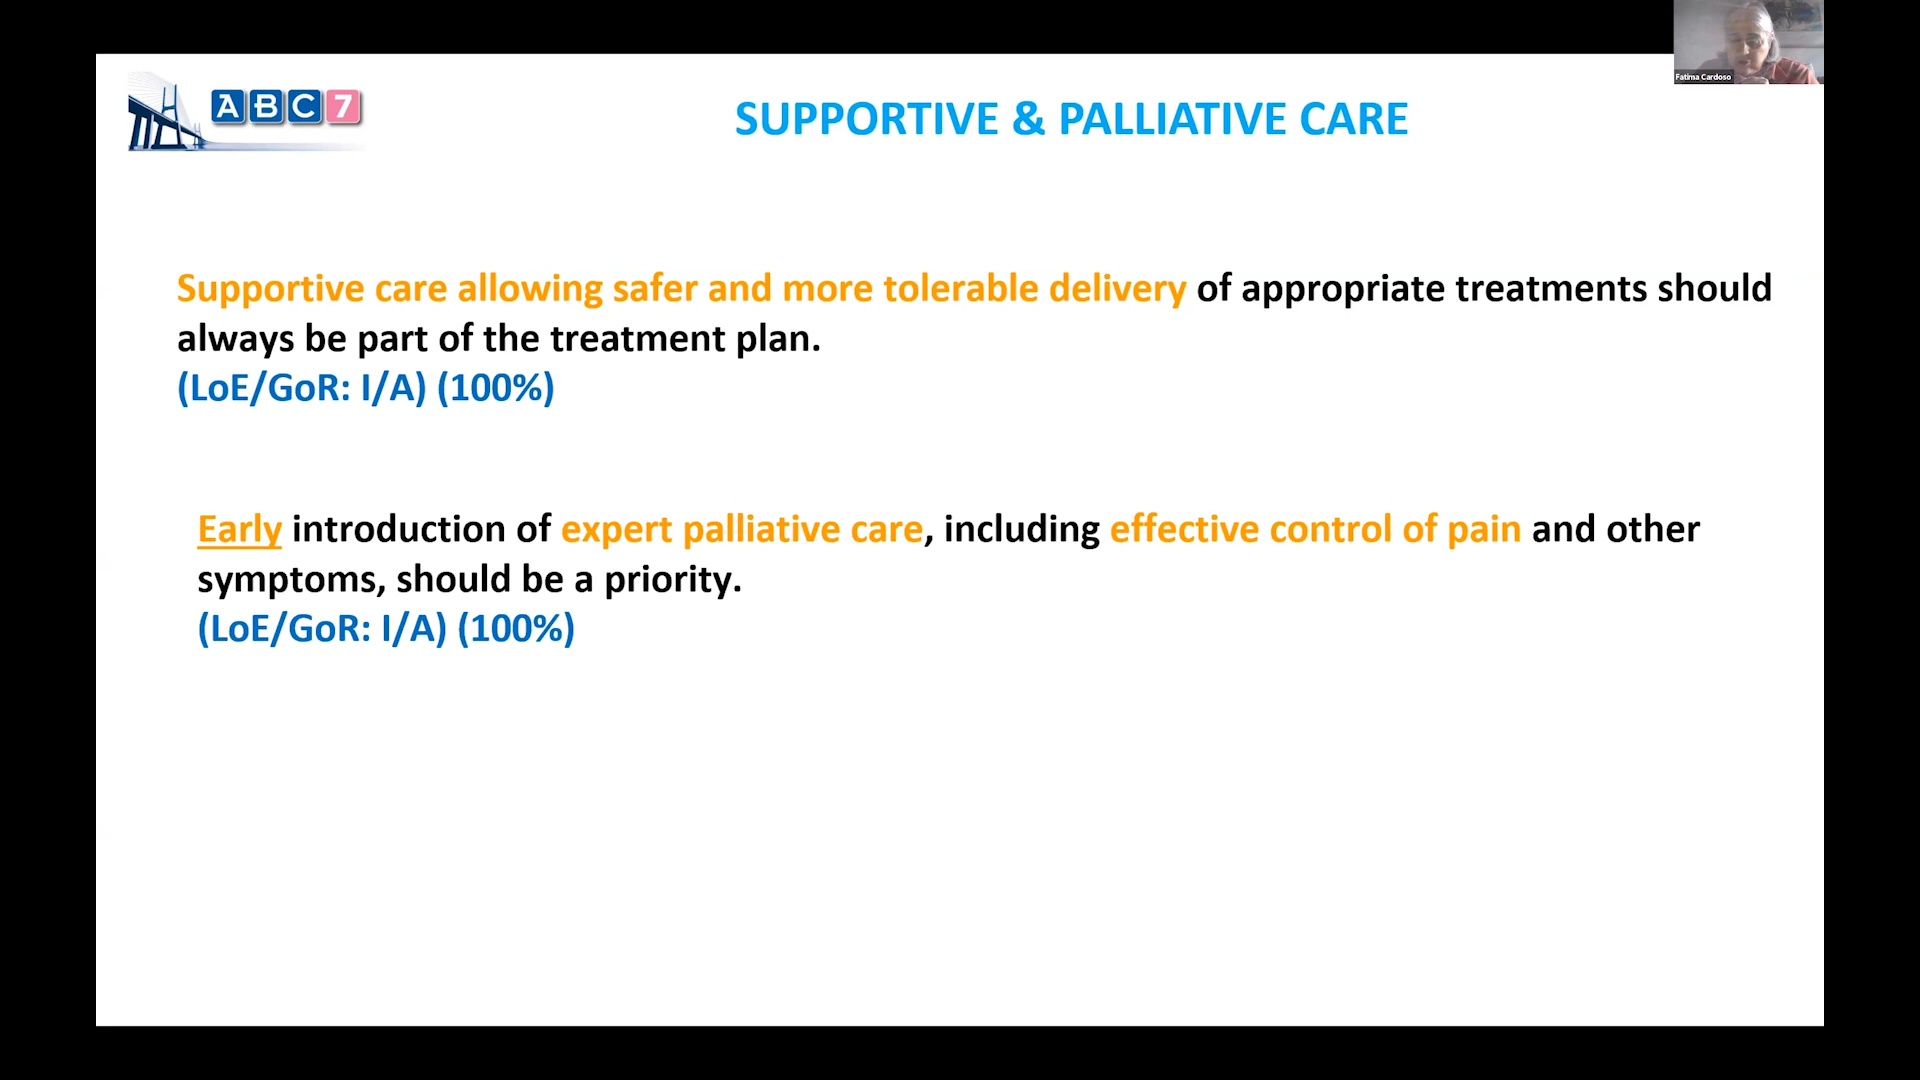 Fatima Cardoso
ABC7
SUPPORTIVE & PALLIATIVE CARE
Supportive care allowing safer and more tolerable delivery of appropriate treatments should
always be part of the treatment plan.
(LoE/GoR: I/A) (100%)
Early introduction of expert palliative care, including effective control of pain and other
symptoms, should be a priority.
(LoE/GoR: I/A) (100%)